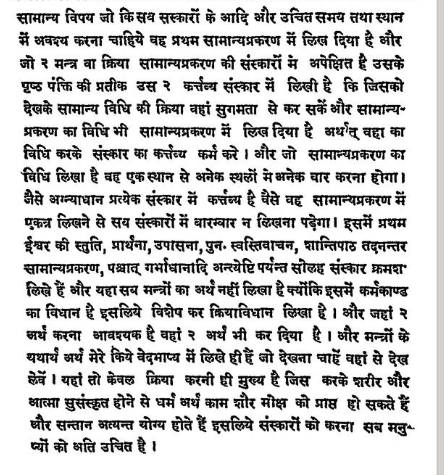 सामान्य विषय जो कि सब सस्कारों के आदि और उचित समय तथा स्थान
में अवश्य करना चाहिये वह प्रथम सामान्यप्रकरण में लिख दिया है और
जो २ मन्त्र वा क्रिया सामान्यप्रकरण की संस्कारों मे अपेक्षित है उसके
पृष्ठ पंक्ति की प्रतीक उस २ कर्त्तव्य संस्कार में लिखी है कि जिसको
देखके सामान्य विधि की क्रिया वहां सुगमता से कर सकें और सामान्य-
प्रकरण का विधि भी सामान्यप्रकरण में लिख दिया है अर्थात् वहा का
विधि करके संस्कार का कर्त्तव्य कर्म करे । और जो सामान्यप्रकरण का
विधि लिखा है वह एक स्थान से अनेक स्थलों में अनेक वार करना होगा ।
जैसे अग्न्याधान प्रत्येक संस्कार में कर्त्तव्य है वैसे वह सामान्यप्रकरण में
एकत्र लिखने से सब संस्कारों में बारम्बार न लिखना पड़ेगा । इसमें प्रथम
ईश्वर की स्तुति, प्रार्थना, उपासना, पुन. स्वस्तिवाचन, शान्तिपाठ तदनन्तर
सामान्यप्रकरण, पश्चात् गर्भाधानादि अन्त्येष्टि पर्यन्त सोलह संस्कार क्रमश
लिखे हैं और यहा सब मन्त्रों का अर्थ नहीं लिखा है क्योंकि इसमें कर्मकाण्ड
का विधान है इसलिये विशेष कर क्रियाविधान लिखा है । और जहां २
अर्थ करना आवश्यक है वहां २ अर्थ भी कर दिया है । और मन्त्रों के
यथार्थ अर्थ मेरे किये वेदभाष्य में लिखे ही हैं जो देखना चाहें वहां से देख
लेवें । यहां तो केवल क्रिया करनी ही मुख्य है जिस करके शरीर और
आत्मा सुसंस्कृत होने से धर्म अर्थ काम और मोक्ष को प्राप्त हो सकते हैं
और सन्तान अत्यन्त योग्य होते हैं इसलिये संस्कारों को करना सब मनु-
ष्यों को अति उचित है ।